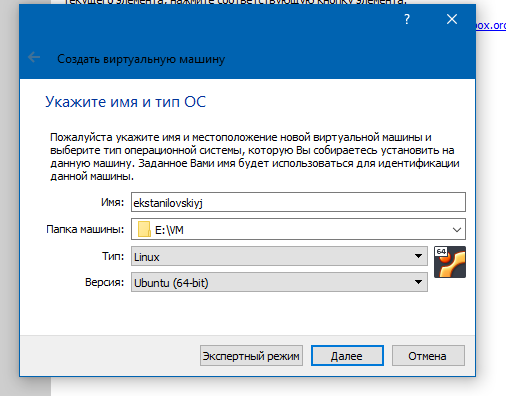 текущего элемента, нажмите соответствующую кнопку элемента.
box.org
?
Создать виртуальную машину
Укажите имя и тип ОС
Пожалуйста укажите имя и местоположение новой виртуальной машины и
выберите тип операционной системы, которую Вы собираетесь установить на
данную машину. Заданное Вами имя будет использоваться для идентификации
данной машины.
Имя: ekstanilovskiyj
Папка машины: E:\VM
Тип: Linux
64
Версия: Ubuntu (64-bit)
Экспертный режим Далее Отмена